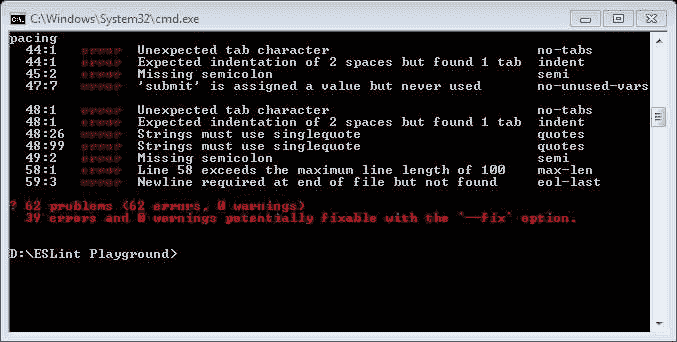 C:\Windows\System32\cmd.exe
pacing
44:1 error Unexpected tab character no-tabs
44:1 error Expected indentation of 2 spaces but found 1 tab indent
45:2 error Missing semicolon semi
47:7 error 'submit' is assigned a value but never used no-unused-vars
48:1 error Unexpected tab character no-tabs
48:1 error Expected indentation of 2 spaces but found 1 tab indent
48:26 error Strings must use singlequote quotes
48:99 error Strings must use singlequote quotes
49:2 error Missing semicolon semi
58:1 error Line 58 exceeds the maximum line length of 100 max-len
59:3 error Newline required at end of file but not found eol-last
? 62 problems (62 errors, 0 warnings)
39 errors and 0 warnings potentially fixable with the `--fix` option.
D:\ESLint Playground>